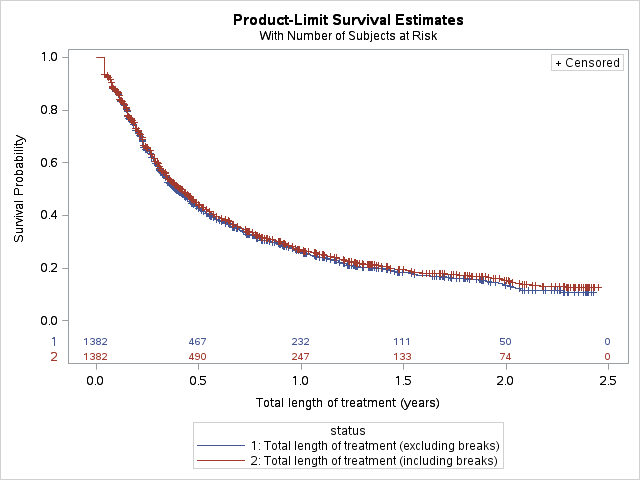 Product-Limit Survival Estimates
With Number of Subjects at Risk
+ Censored
Survival Probability
1.0
0.8
0.6
0.4
0.2
0.0
1 1382 467 232 111 50 0
2 1382 490 247 133 74 0
0.0 0.5 1.0 1.5 2.0 2.5
Total length of treatment (years)
status
1: Total length of treatment (excluding breaks)
2: Total length of treatment (including breaks)